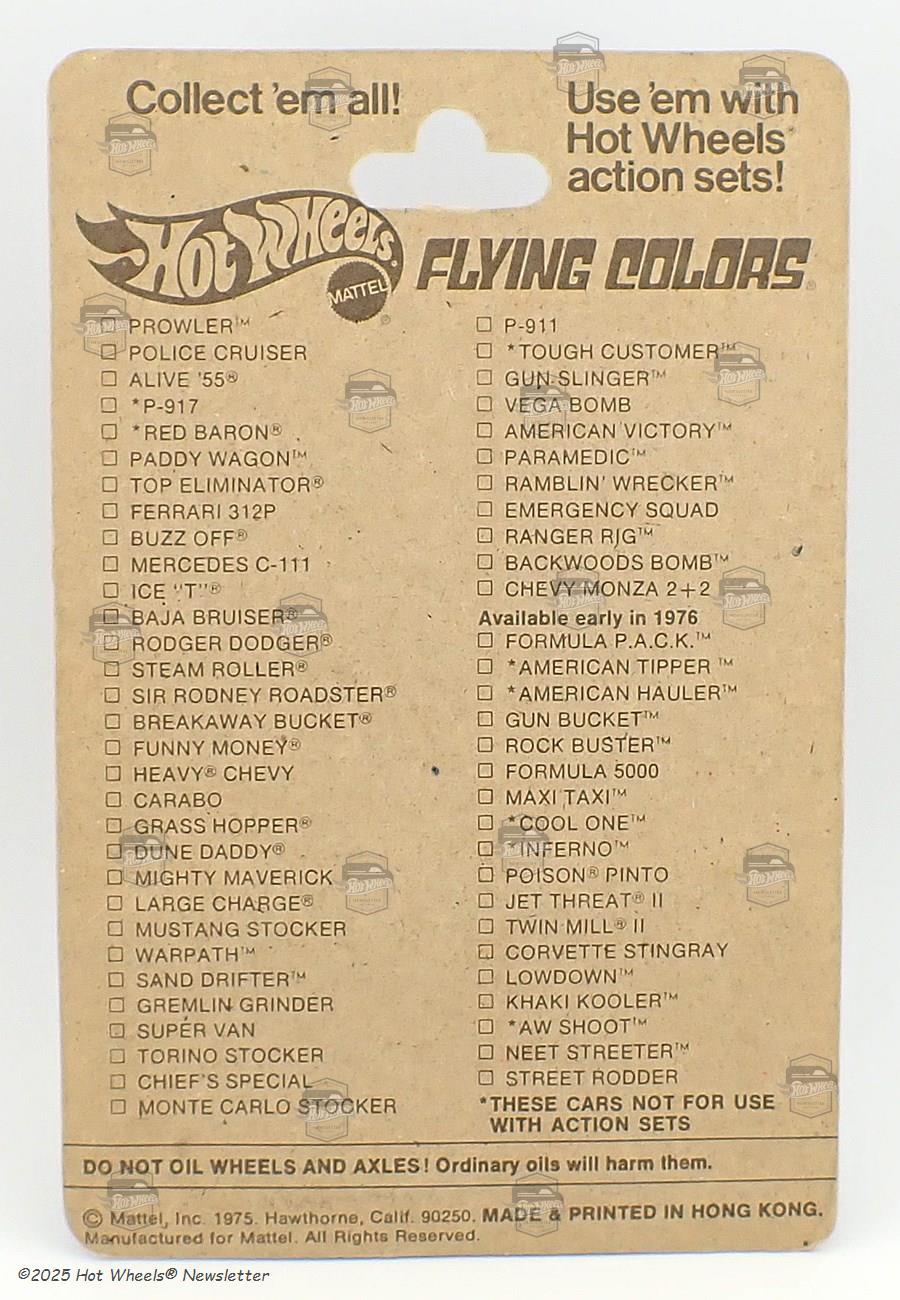 Collect 'em all!
Use 'em with
Hot Wheels®
action sets!
Hot Wheels®
MATTEL®
FLYING COLORS®
☐ PROWLER™
☐ POLICE CRUISER
☐ ALIVE '55®
☐ *P-917
☐ *RED BARON®
☐ PADDY WAGON™
☐ TOP ELIMINATOR®
☐ FERRARI 312P
☐ BUZZ OFF®
☐ MERCEDES C-111
☐ ICE "T"®
☐ BAJA BRUISER®
☐ RODGER DODGER®
☐ STEAM ROLLER®
☐ SIR RODNEY ROADSTER®
☐ BREAKAWAY BUCKET®
☐ FUNNY MONEY®
☐ HEAVY® CHEVY
☐ CARABO
☐ GRASS HOPPER®
☐ DUNE DADDY®
☐ MIGHTY MAVERICK
☐ LARGE CHARGE®
☐ MUSTANG STOCKER
☐ WARPATH™
☐ SAND DRIFTER™
☐ GREMLIN GRINDER
☐ SUPER VAN
☐ TORINO STOCKER
☐ CHIEF'S SPECIAL
☐ MONTE CARLO STOCKER
☐ P-911
☐ *TOUGH CUSTOMER™
☐ GUN SLINGER™
☐ VEGA BOMB
☐ AMERICAN VICTORY™
☐ PARAMEDIC™
☐ RAMBLIN' WRECKER™
☐ EMERGENCY SQUAD
☐ RANGER RIG™
☐ BACKWOODS BOMB™
☐ CHEVY MONZA 2+2
Available early in 1976
☐ FORMULA P.A.C.K.™
☐ *AMERICAN TIPPER ™
☐ *AMERICAN HAULER™
☐ GUN BUCKET™
☐ ROCK BUSTER™
☐ FORMULA 5000
☐ MAXI TAXI™
☐ *COOL ONE™
☐ *INFERNO™
☐ POISON® PINTO
☐ JET THREAT® II
☐ TWIN MILL® II
☐ CORVETTE STINGRAY
☐ LOWDOWN™
☐ KHAKI KOOLER™
☐ *AW SHOOT™
☐ NEET STREETER™
☐ STREET RODDER
*THESE CARS NOT FOR USE
WITH ACTION SETS
DO NOT OIL WHEELS AND AXLES! Ordinary oils will harm them.
© Mattel, Inc. 1975. Hawthorne, Calif. 90250. MADE & PRINTED IN HONG KONG.
Manufactured for Mattel. All Rights Reserved.
©2025 Hot Wheels® Newsletter